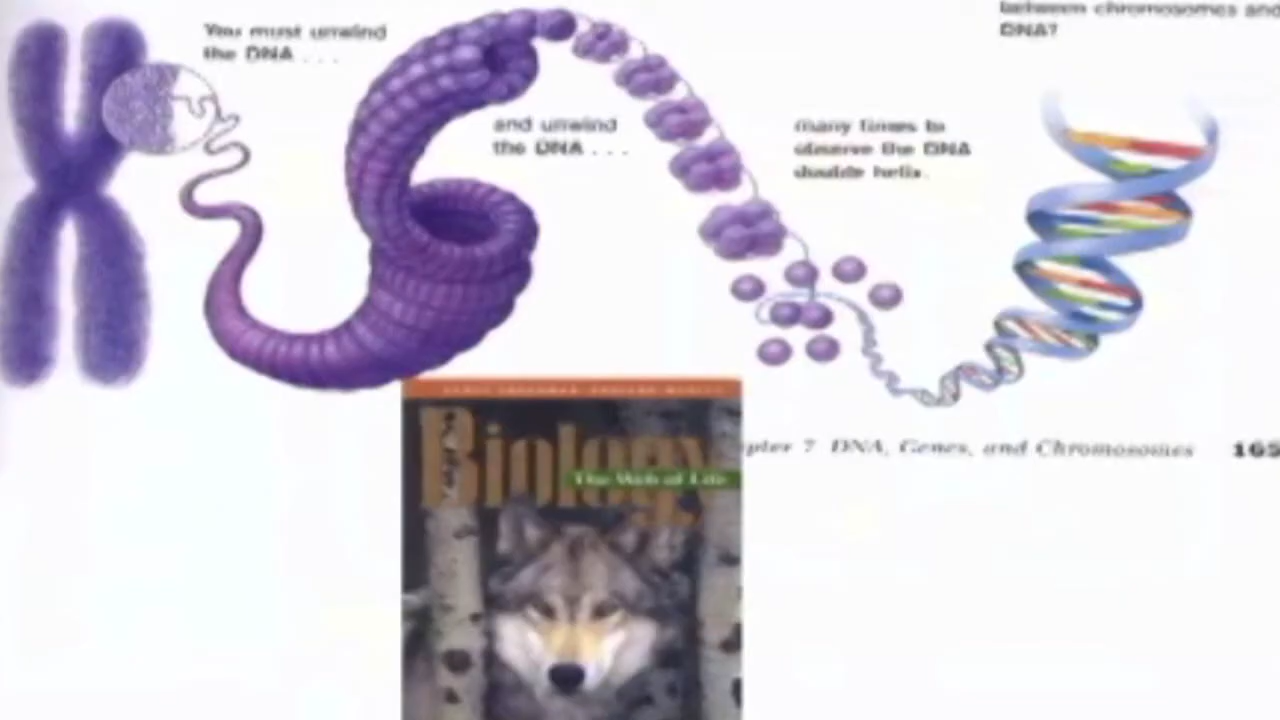 You must unwind
the DNA . . .
and unwind
the DNA . . .
many times to
observe the DNA
double helix.
between chromosomes and
DNA?
pter 7 DNA, Genes, and Chromosomes 165
Biology
The Web of Life